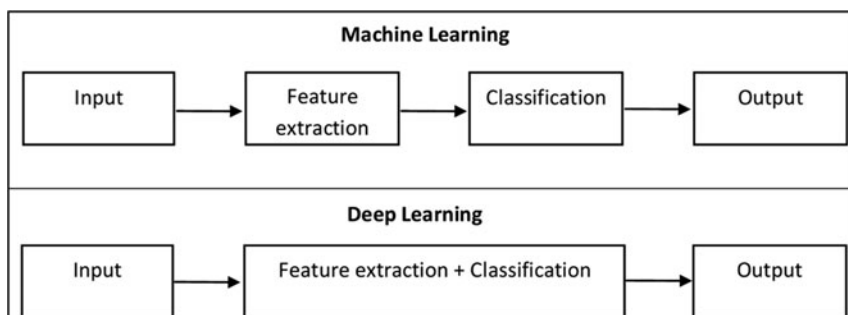 Machine Learning
Input
Feature
extraction
Classification
Output
Deep Learning
Input
Feature extraction + Classification
Output